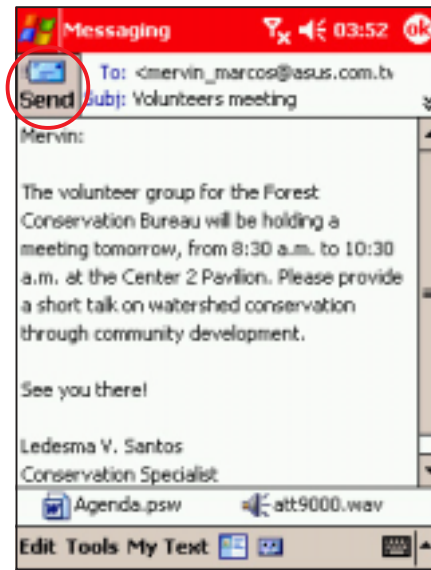 Messaging 03:52 ok
To: <mervin_marcos@asus.com.tv
Send Subj: Volunteers meeting
Mervin:
The volunteer group for the Forest
Conservation Bureau will be holding a
meeting tomorrow, from 8:30 a.m. to 10:30
a.m. at the Center 2 Pavilion. Please provide
a short talk on watershed conservation
through community development.
See you there!
Ledesma V. Santos
Conservation Specialist
Agenda.psw att9000.wav
Edit Tools My Text